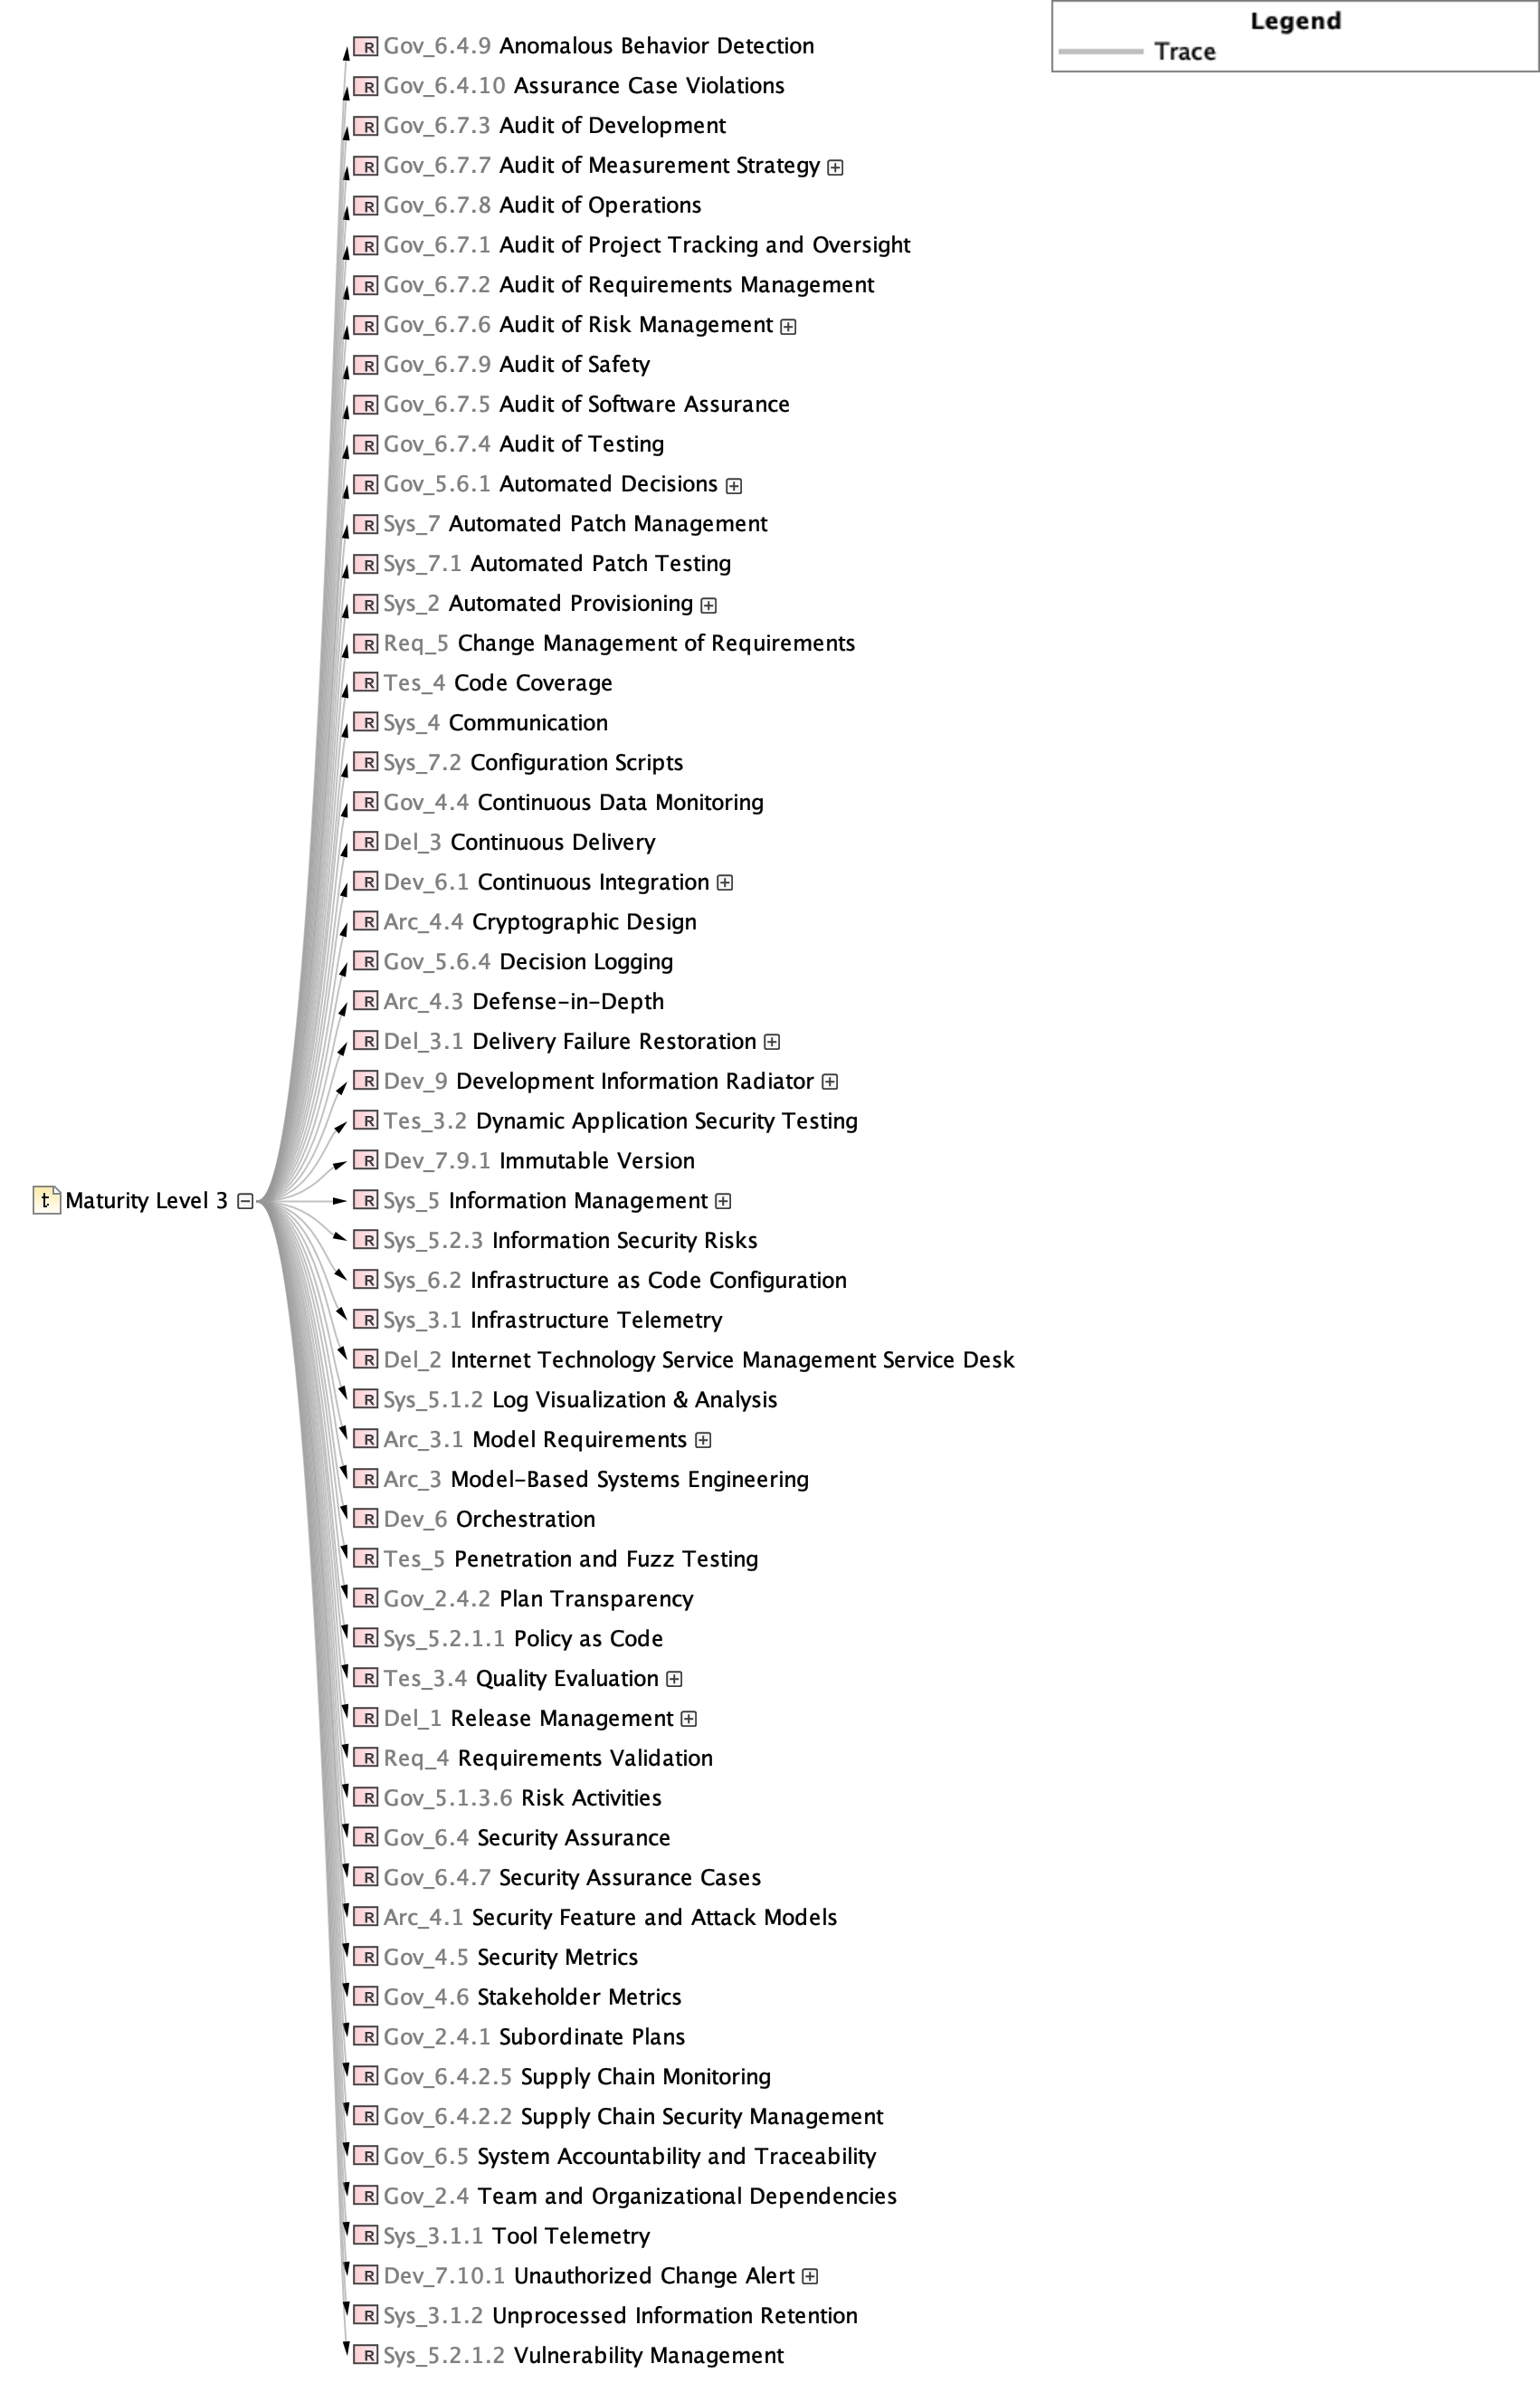 Legend
Trace
R Gov_6.4.9 Anomalous Behavior Detection
R Gov_6.4.10 Assurance Case Violations
R Gov_6.7.3 Audit of Development
R Gov_6.7.7 Audit of Measurement Strategy
R Gov_6.7.8 Audit of Operations
R Gov_6.7.1 Audit of Project Tracking and Oversight
R Gov_6.7.2 Audit of Requirements Management
R Gov_6.7.6 Audit of Risk Management
R Gov_6.7.9 Audit of Safety
R Gov_6.7.5 Audit of Software Assurance
R Gov_6.7.4 Audit of Testing
R Gov_5.6.1 Automated Decisions
R Sys_7 Automated Patch Management
R Sys_7.1 Automated Patch Testing
R Sys_2 Automated Provisioning
R Req_5 Change Management of Requirements
R Tes_4 Code Coverage
R Sys_4 Communication
R Sys_7.2 Configuration Scripts
R Gov_4.4 Continuous Data Monitoring
R Del_3 Continuous Delivery
R Dev_6.1 Continuous Integration
R Arc_4.4 Cryptographic Design
R Gov_5.6.4 Decision Logging
R Arc_4.3 Defense-in-Depth
R Del_3.1 Delivery Failure Restoration
R Dev_9 Development Information Radiator
R Tes_3.2 Dynamic Application Security Testing
R Dev_7.9.1 Immutable Version
t Maturity Level 3
R Sys_5 Information Management
R Sys_5.2.3 Information Security Risks
R Sys_6.2 Infrastructure as Code Configuration
R Sys_3.1 Infrastructure Telemetry
R Del_2 Internet Technology Service Management Service Desk
R Sys_5.1.2 Log Visualization & Analysis
R Arc_3.1 Model Requirements
R Arc_3 Model-Based Systems Engineering
R Dev_6 Orchestration
R Tes_5 Penetration and Fuzz Testing
R Gov_2.4.2 Plan Transparency
R Sys_5.2.1.1 Policy as Code
R Tes_3.4 Quality Evaluation
R Del_1 Release Management
R Req_4 Requirements Validation
R Gov_5.1.3.6 Risk Activities
R Gov_6.4 Security Assurance
R Gov_6.4.7 Security Assurance Cases
R Arc_4.1 Security Feature and Attack Models
R Gov_4.5 Security Metrics
R Gov_4.6 Stakeholder Metrics
R Gov_2.4.1 Subordinate Plans
R Gov_6.4.2.5 Supply Chain Monitoring
R Gov_6.4.2.2 Supply Chain Security Management
R Gov_6.5 System Accountability and Traceability
R Gov_2.4 Team and Organizational Dependencies
R Sys_3.1.1 Tool Telemetry
R Dev_7.10.1 Unauthorized Change Alert
R Sys_3.1.2 Unprocessed Information Retention
R Sys_5.2.1.2 Vulnerability Management